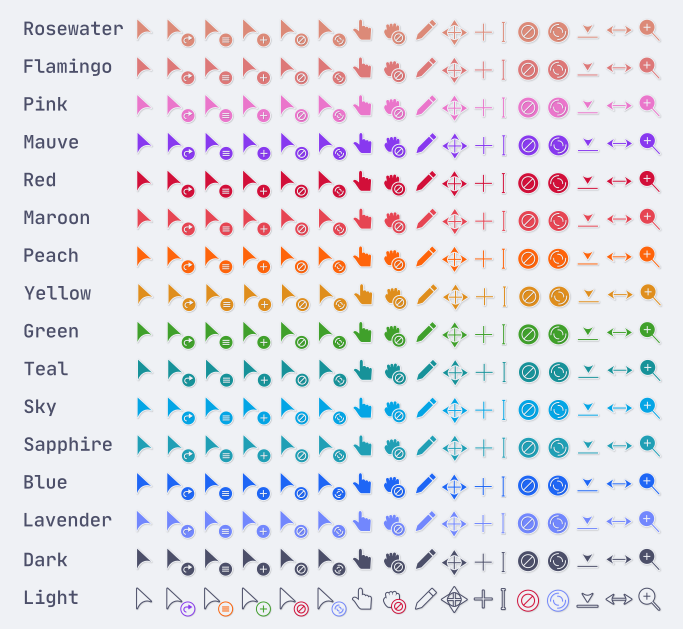 Rosewater
Flamingo
Pink
Mauve
Red
Maroon
Peach
Yellow
Green
Teal
Sky
Sapphire
Blue
Lavender
Dark
Light